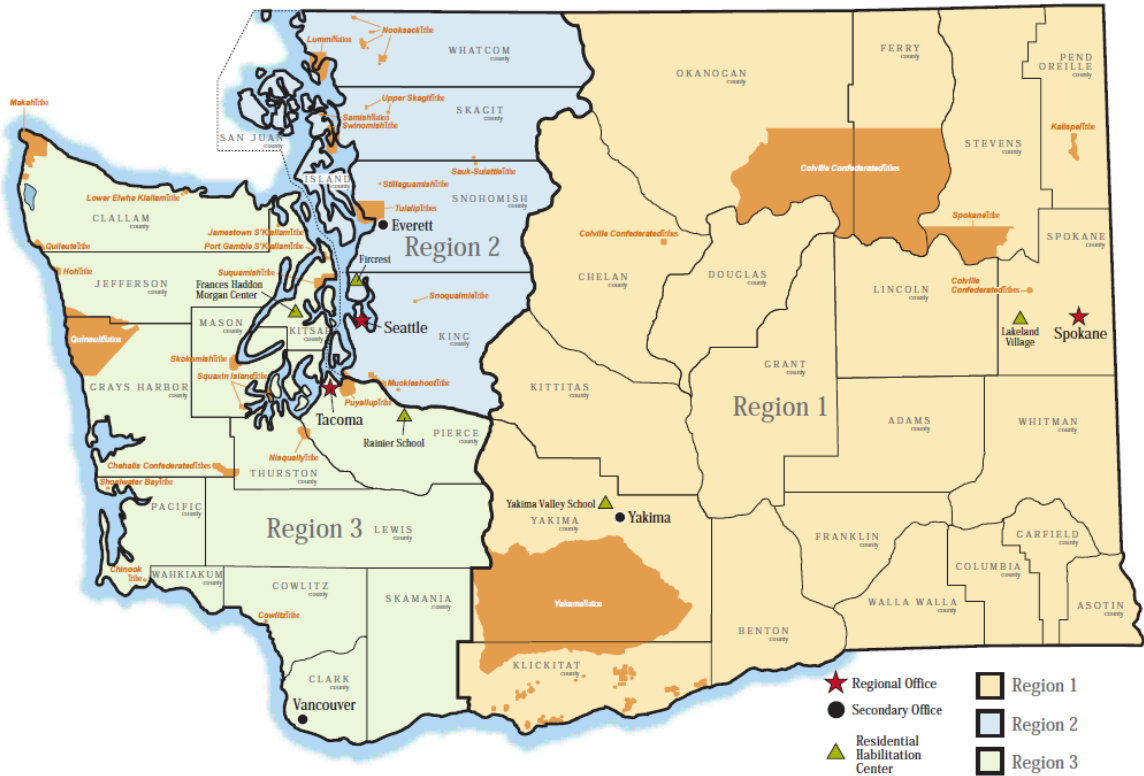 Nooksack Tribe
Lummi Nation
WHATCOM
county
FERRY
county
PEND
OREILLE
county
OKANOGAN
county
Makah Tribe
Upper Skagit Tribe
SKAGIT
county
Samish Nation
Swinomish Tribe
SAN JUAN
county
Kalispel Tribe
STEVENS
county
Colville Confederated Tribes
Sauk-Suiattle Tribe
ISLAND
county
Stillaguamish Tribe
SNOHOMISH
county
Lower Elwha Klallam Tribe
Tulalip Tribes
CLALLAM
county
Everett
Spokane Tribe
Jamestown S'Klallam Tribe
Port Gamble S'Klallam Tribe
Quileute Tribe
Region 2
Colville Confederated Tribes
SPOKANE
county
Fircrest
Hoh Tribe
Suquamish Tribe
JEFFERSON
county
Frances Haddon
Morgan Center
CHELAN
county
DOUGLAS
county
LINCOLN
county
Colville
Confederated Tribes
Snoqualmie Tribe
MASON
county
KITSAP
county
Seattle
KING
county
Lakeland
Village
Spokane
Quinault Nation
Skokomish Tribe
Squaxin Island Tribe
GRAYS HARBOR
county
Muckleshoot Tribe
Puyallup Tribe
KITTITAS
county
GRANT
county
Region 1
Tacoma
Rainier School
PIERCE
county
ADAMS
county
WHITMAN
county
Nisqually Tribe
Chehalis Confederated Tribes
THURSTON
county
Shoalwater Bay Tribe
PACIFIC
county
Yakima Valley School
YAKIMA
county
Yakima
Region 3
LEWIS
county
FRANKLIN
county
GARFIELD
county
COLUMBIA
county
Chinook
Tribe
WAHKIAKUM
county
COWLITZ
county
SKAMANIA
county
Yakama Nation
WALLA WALLA
county
ASOTIN
county
Cowlitz Tribe
BENTON
county
KLICKITAT
county
CLARK
county
Vancouver
Regional Office
Secondary Office
Residential
Habilitation
Center
Region 1
Region 2
Region 3